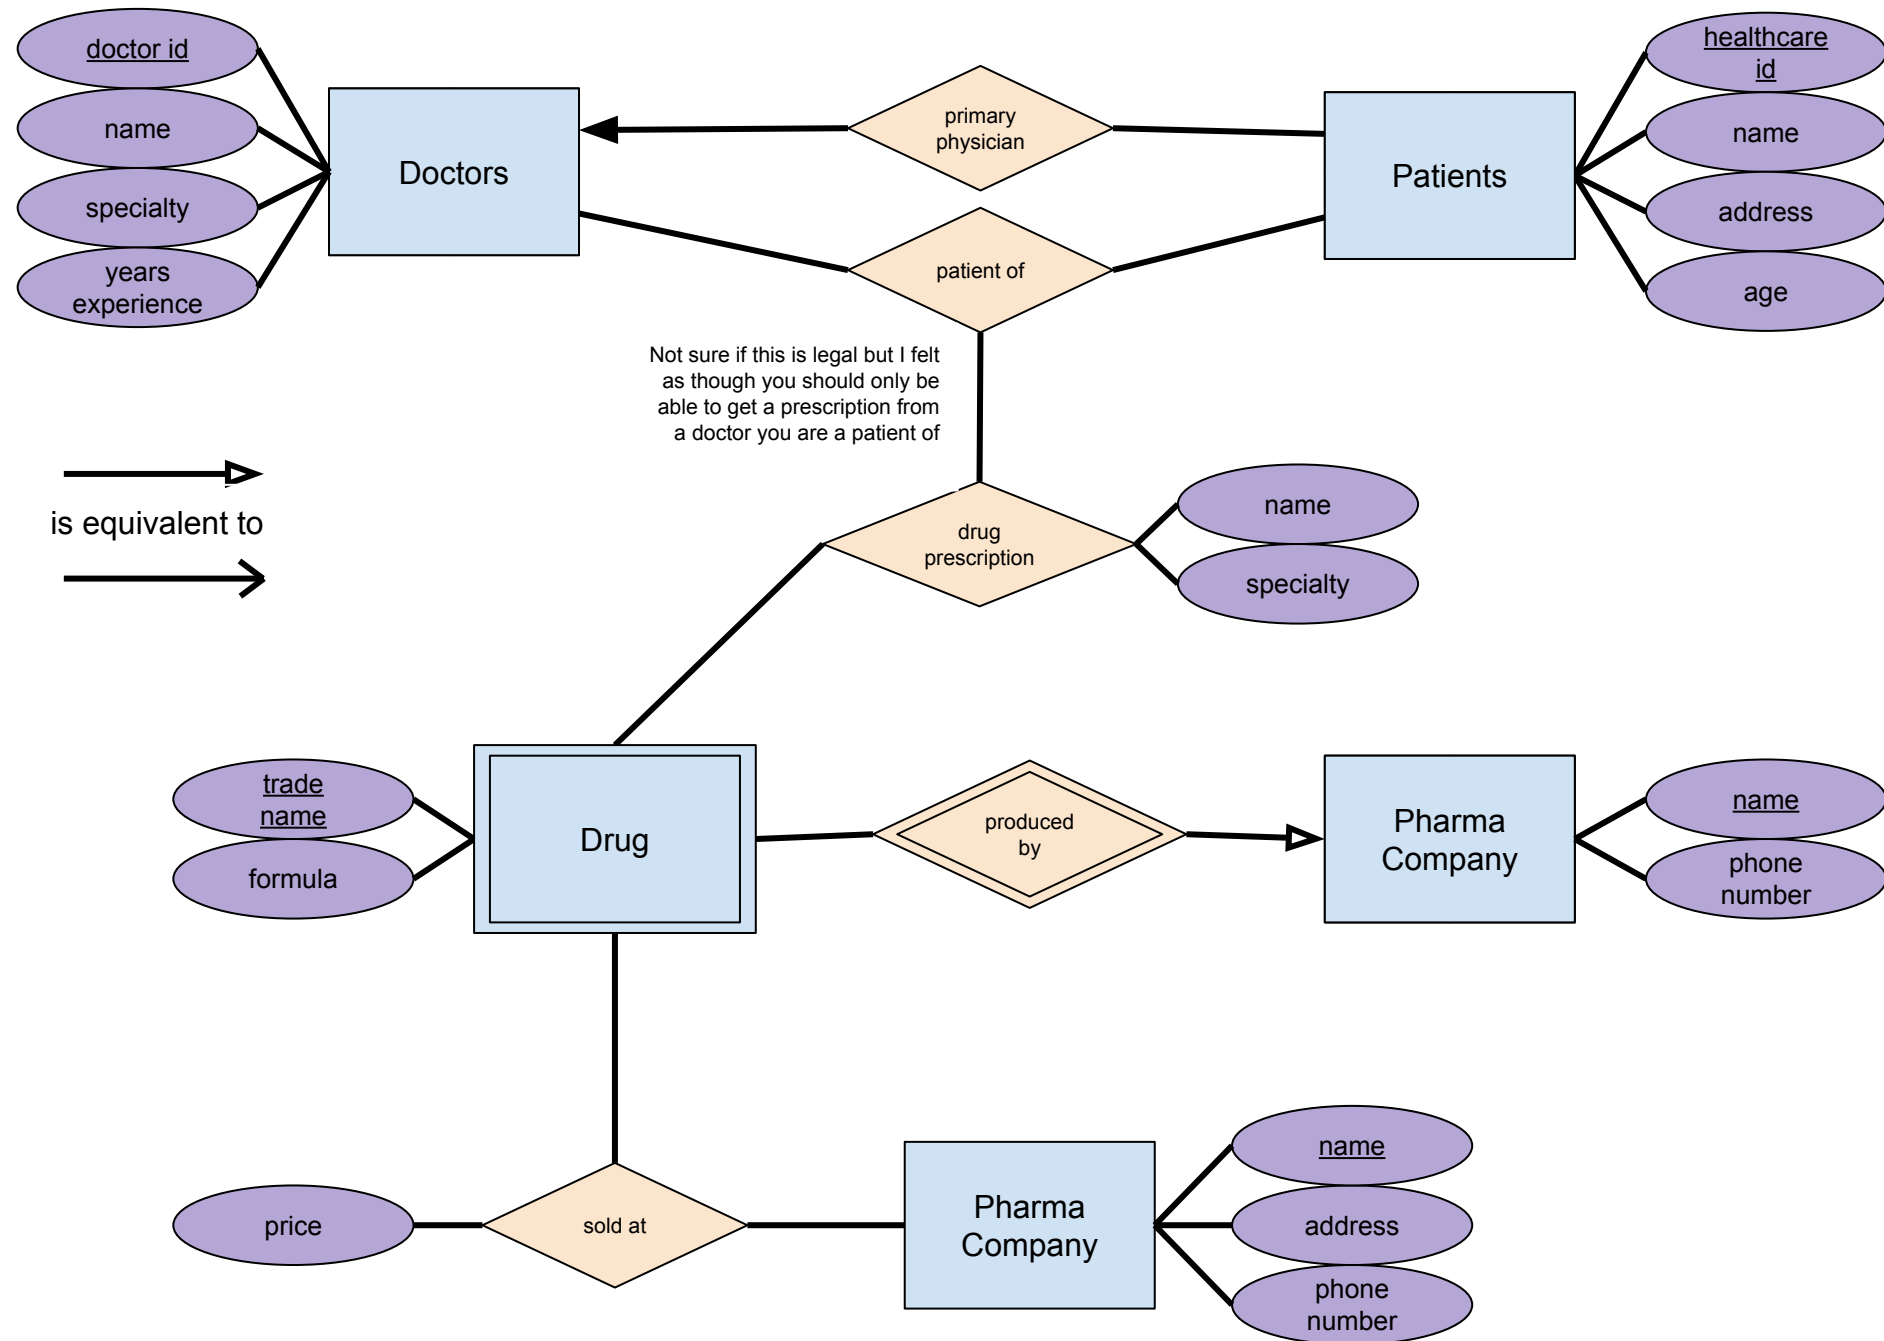 doctor id
name
specialty
years
experience
Doctors
primary
physician
patient of
Patients
healthcare
id
name
address
age
Not sure if this is legal but I felt
as though you should only be
able to get a prescription from
a doctor you are a patient of
is equivalent to
drug
prescription
name
specialty
trade
name
formula
Drug
produced
by
Pharma
Company
name
phone
number
price
sold at
Pharma
Company
name
address
phone
number